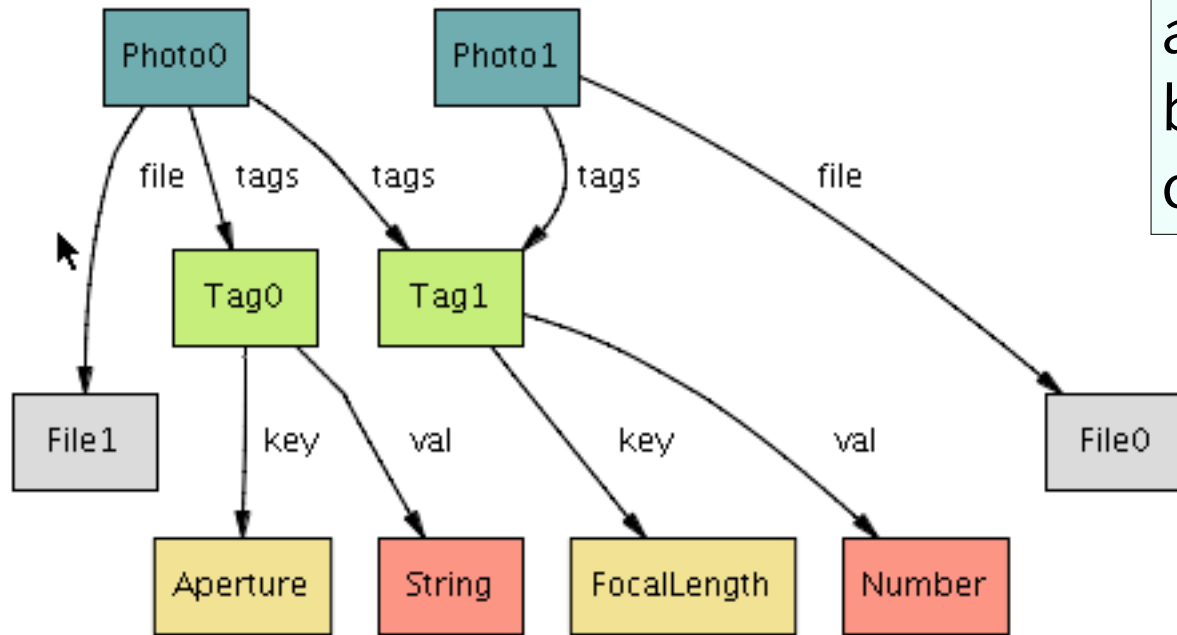 Photo0 Photo1
file tags tags tags file
Tag0 Tag1
File1 key val key val File0
Aperture String FocalLength Number